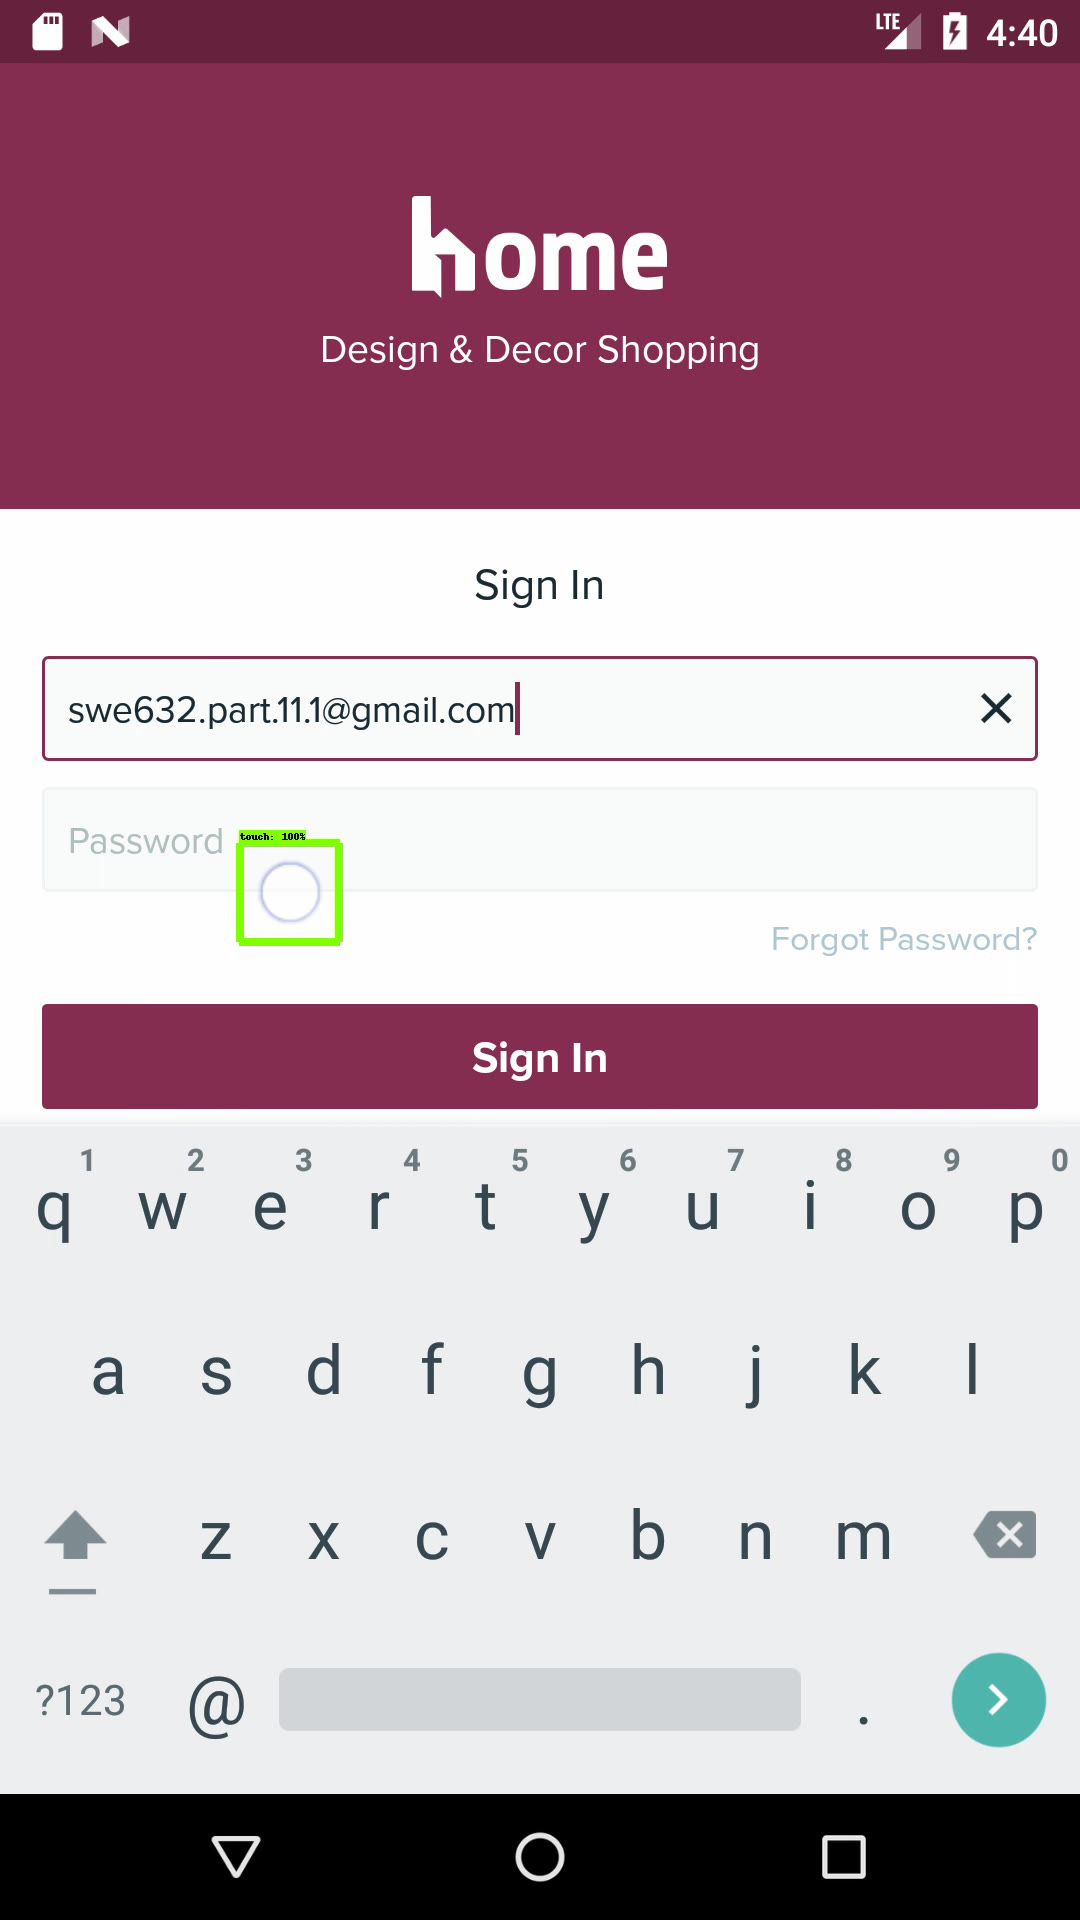 LTE 4:40
home
Design & Decor Shopping
Sign In
swe632.part.11.1@gmail.com
Password
touch: 100%
Forgot Password?
Sign In
1 2 3 4 5 6 7 8 9 0
q w e r t y u i o p
a s d f g h j k l
z x c v b n m
?123 @ .